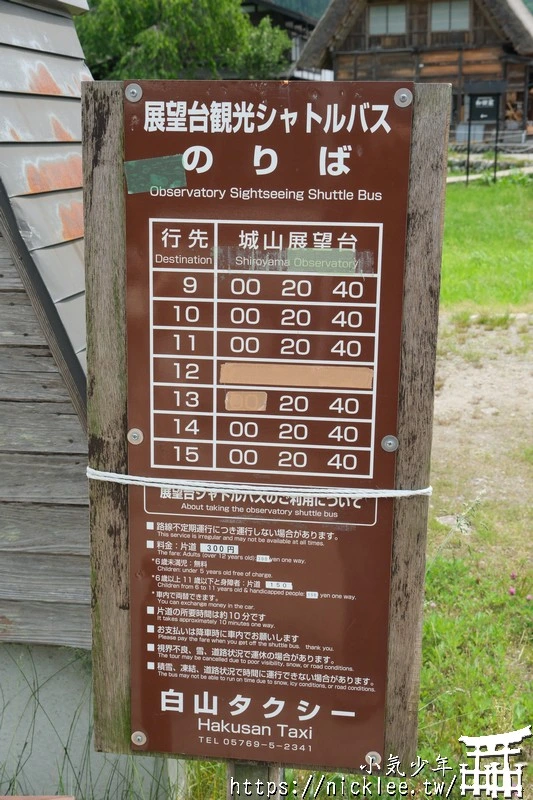 展望台観光シャトルバス
のりば
Observatory Sightseeing Shuttle Bus
行先 城山展望台
Destination Shiroyama Observatory
9 00 20 40
10 00 20 40
11 00 20 40
12
13 20 40
14 00 20 40
15 00 20 40
展望台シャトルバスのご利用について
About taking the observatory shuttle bus
■路線不定期運行につき運行しない場合があります。
This service is irregular and may not be available at all times.
■料金：片道 300円
The fare: Adults (over 12 years old) yen one way.
*6歳未満児：無料
Children: under 5 years old free of charge.
*6歳以上11歳以下と身障者：片道 150
Children from 6 to 11 years old & handicapped people: yen one way.
*車内で両替できます。
You can exchange money in the car.
■片道の所要時間は約10分です
It takes approximately 10 minutes one way.
■お支払いは降車時に車内でお願いします
Please pay the fare when you get off the shuttle bus, thank you.
■視界不良、雪、道路状況で運休の場合があります。
The tour may be cancelled due to poor visibility, snow, or road conditions.
■積雪、凍結、道路状況で時間に運行できない場合があります。
The bus may not be able to run on time due to snow, icy conditions, or road conditions.
白山タクシー
Hakusan Taxi
TEL 05769-5-2341
小気少年
https://nicklee.tw/